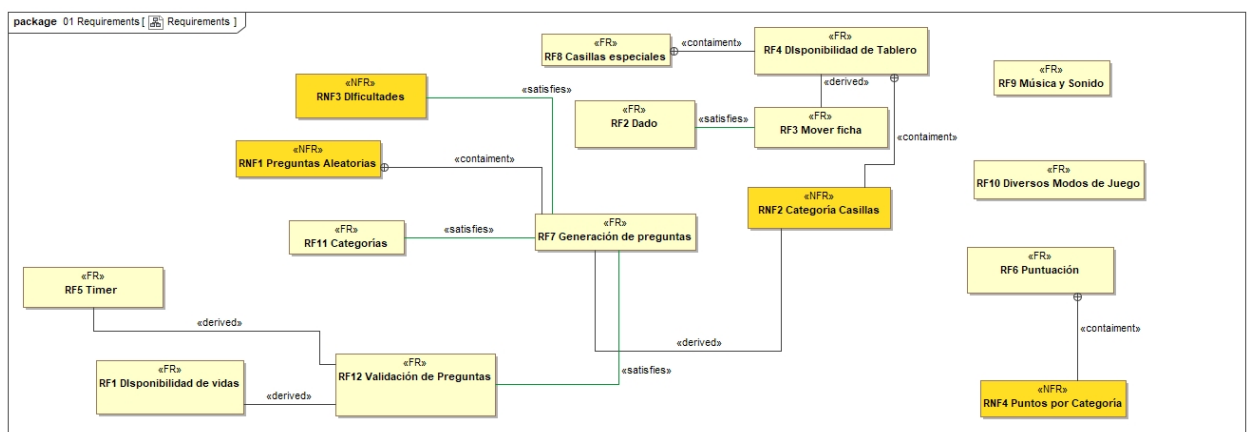 package 01 Requirements [ Requirements ]
«FR»
RF8 Casillas especiales
«contaiment»
«FR»
RF4 DIsponibilidad de Tablero
«FR»
RF9 Música y Sonido
«NFR»
RNF3 DIficultades
«satisfies»
«derived»
«FR»
RF2 Dado
«satisfies»
«FR»
RF3 Mover ficha
«contaiment»
«NFR»
RNF1 Preguntas Aleatorias
«contaiment»
«FR»
RF10 Diversos Modos de Juego
«NFR»
RNF2 Categoría Casillas
«FR»
RF11 Categorías
«satisfies»
«FR»
RF7 Generación de preguntas
«FR»
RF6 Puntuación
«FR»
RF5 Timer
«derived»
«contaiment»
«derived»
«FR»
RF1 DIsponibilidad de vidas
«derived»
«FR»
RF12 Validación de Preguntas
«satisfies»
«NFR»
RNF4 Puntos por Categoría